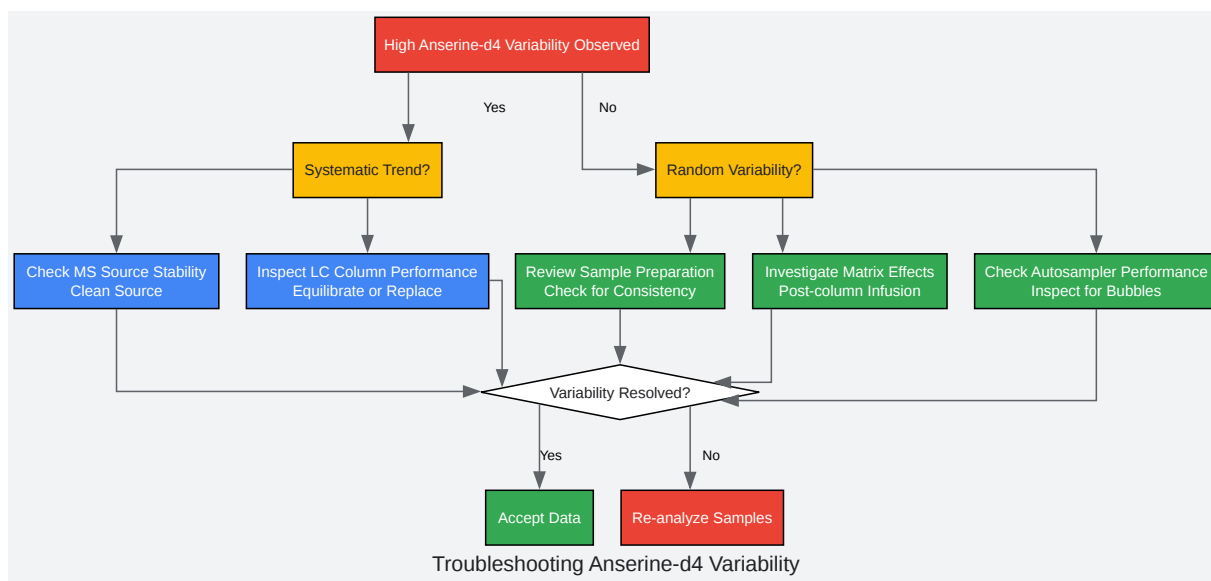 High Anserine-d4 Variability Observed
Yes
No
Systematic Trend?
Random Variability?
Check MS Source Stability
Clean Source
Inspect LC Column Performance
Equilibrate or Replace
Review Sample Preparation
Check for Consistency
Investigate Matrix Effects
Post-column Infusion
Check Autosampler Performance
Inspect for Bubbles
Variability Resolved?
Yes
No
Accept Data
Re-analyze Samples
Troubleshooting Anserine-d4 Variability